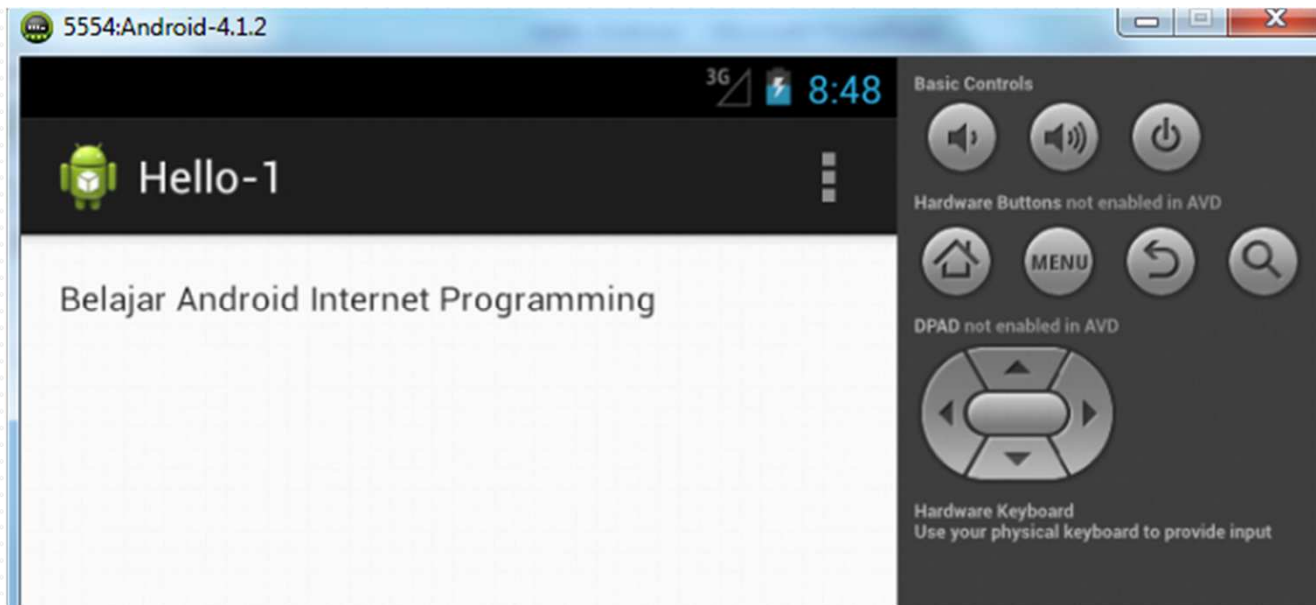 5554:Android-4.1.2
3G 8:48
Hello-1
Belajar Android Internet Programming
Basic Controls
Hardware Buttons not enabled in AVD
MENU
DPAD not enabled in AVD
Hardware Keyboard
Use your physical keyboard to provide input